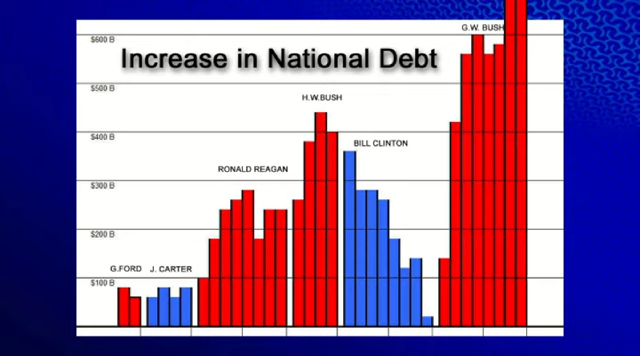 G.W. BUSH
$600 B
Increase in National Debt
$500 B
H.W.BUSH
$400 B
BILL CLINTON
RONALD REAGAN
$300 B
$200 B
G.FORD J. CARTER
$100 B